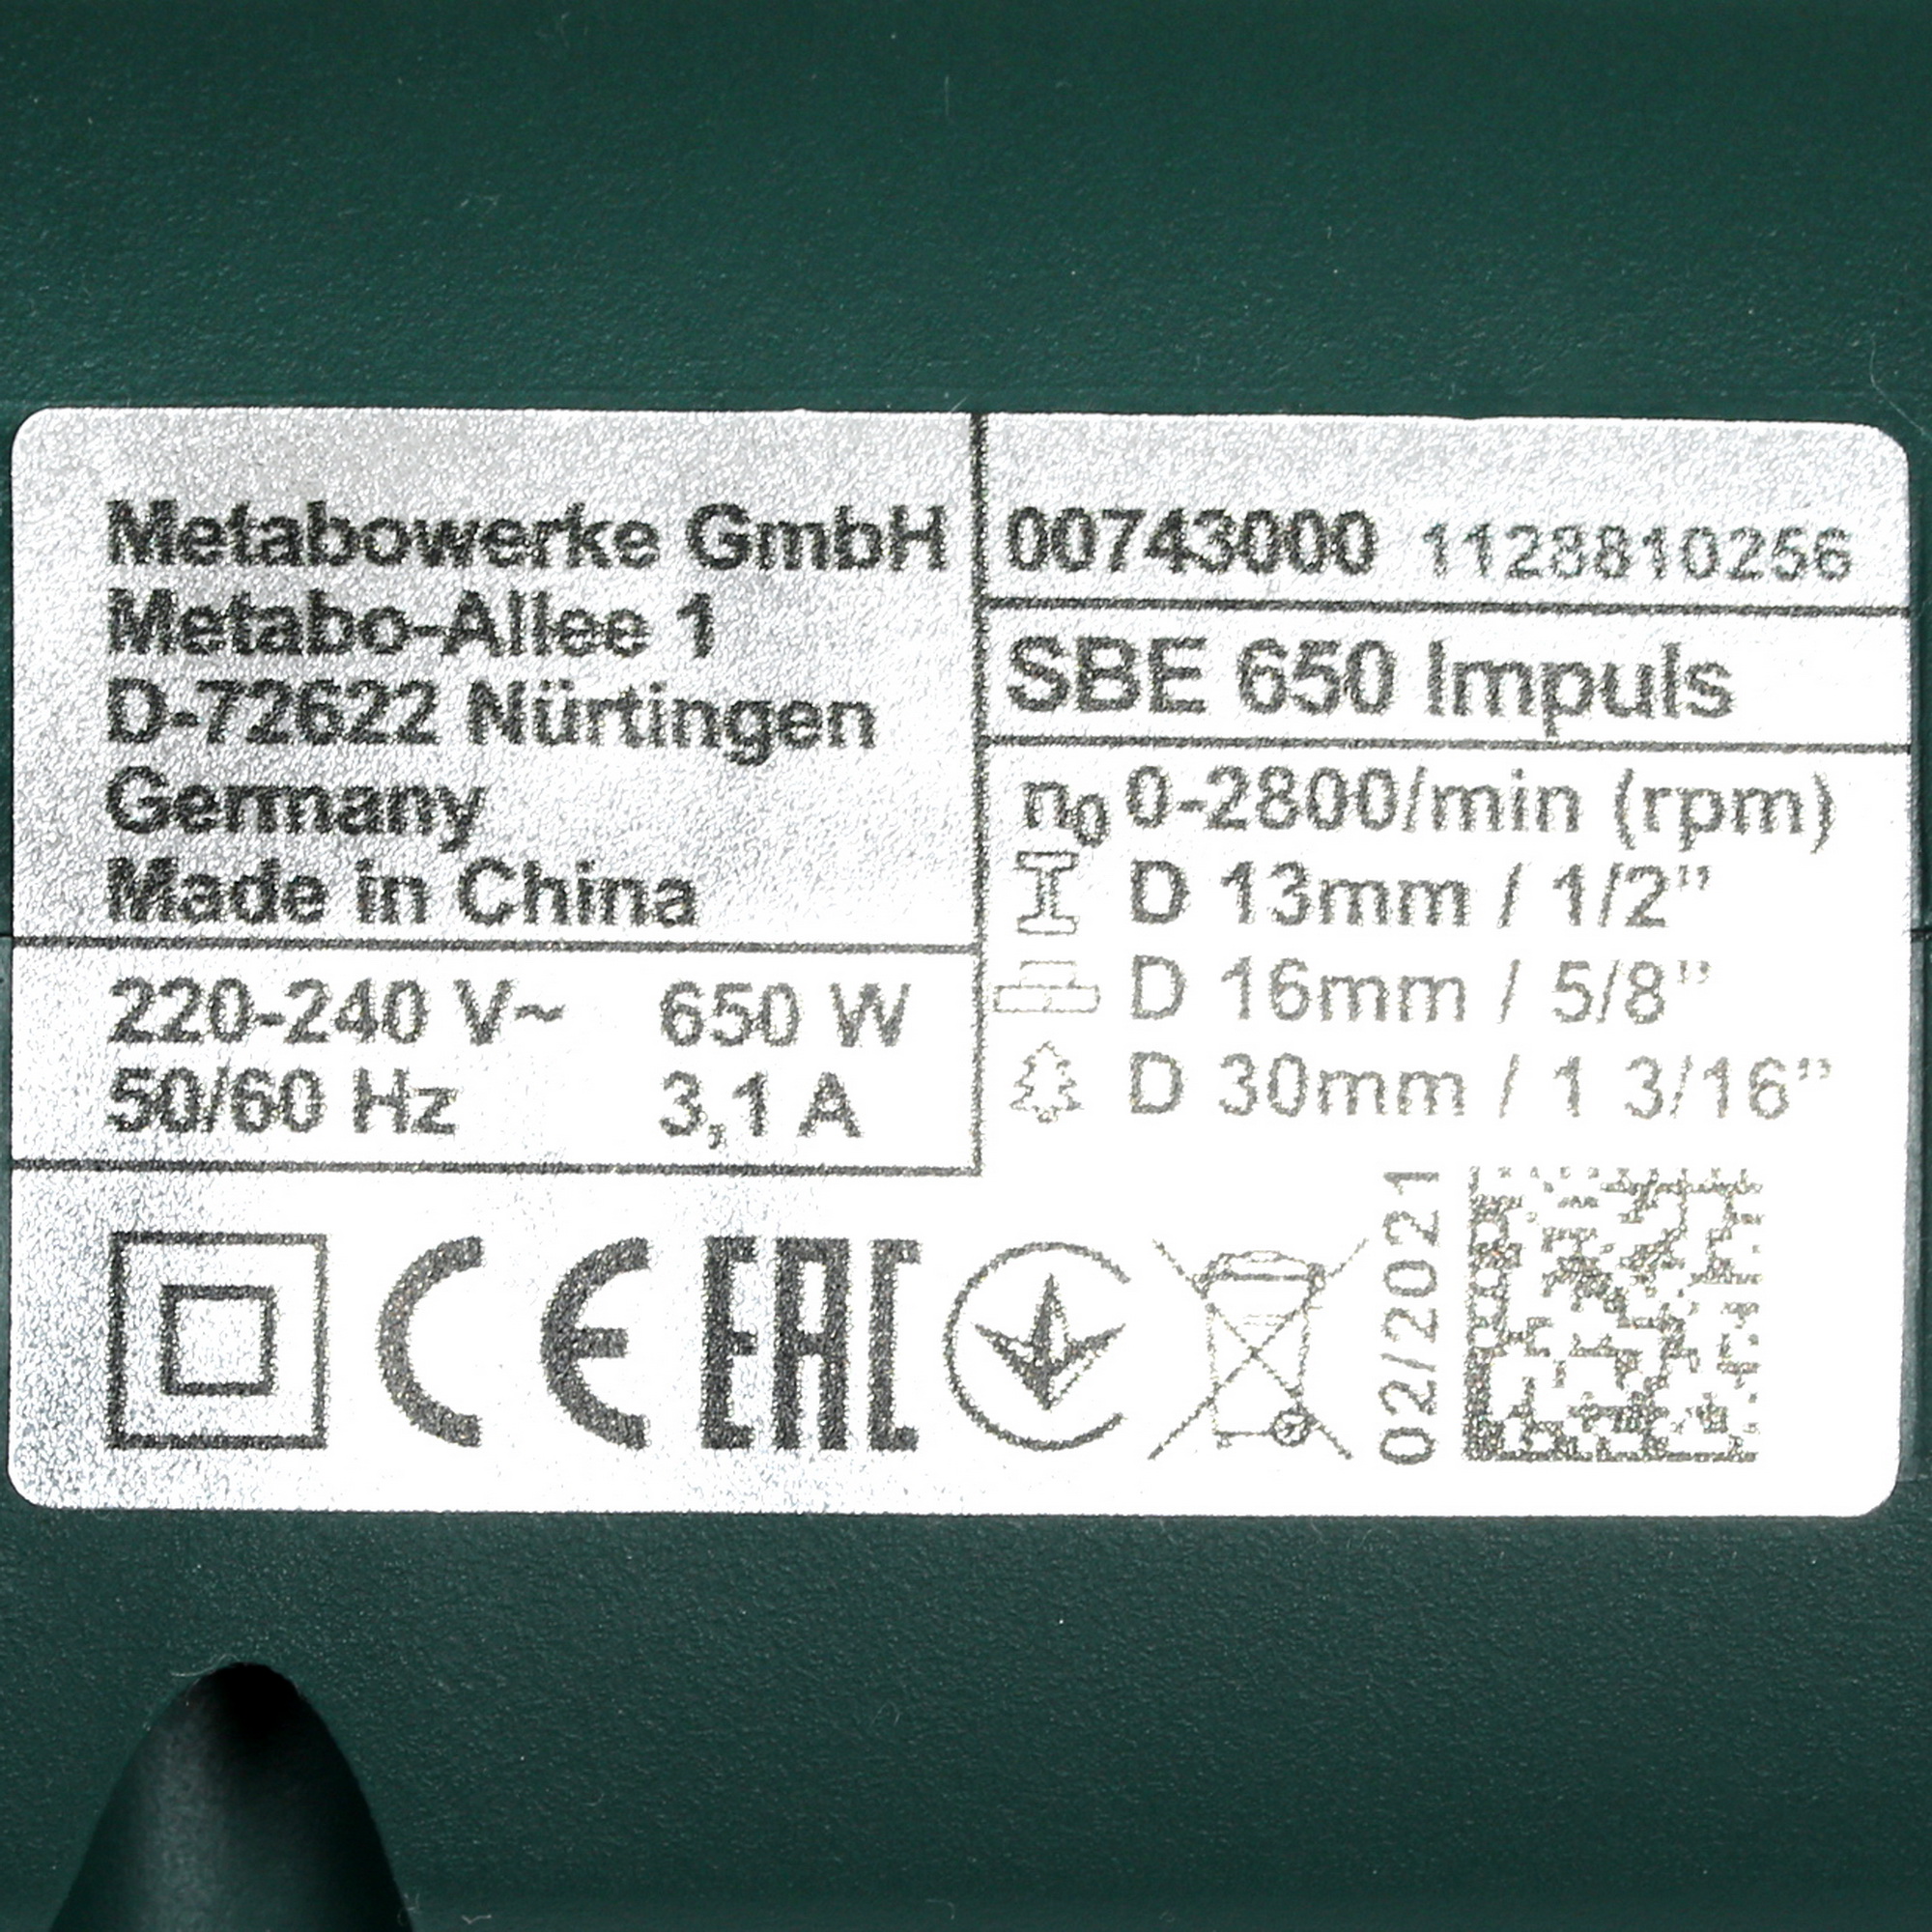 Metabowerke GmbH
Metabo-Allee 1
D-72622 Nürtingen
Germany
Made in China
220-240 V~ 650 W
50/60 Hz 3,1 A
00743000 1128810256
SBE 650 Impuls
n₀ 0-2800/min (rpm)
D 13mm / 1/2”
D 16mm / 5/8”
D 30mm / 1 3/16”
CE EAC
02/2021